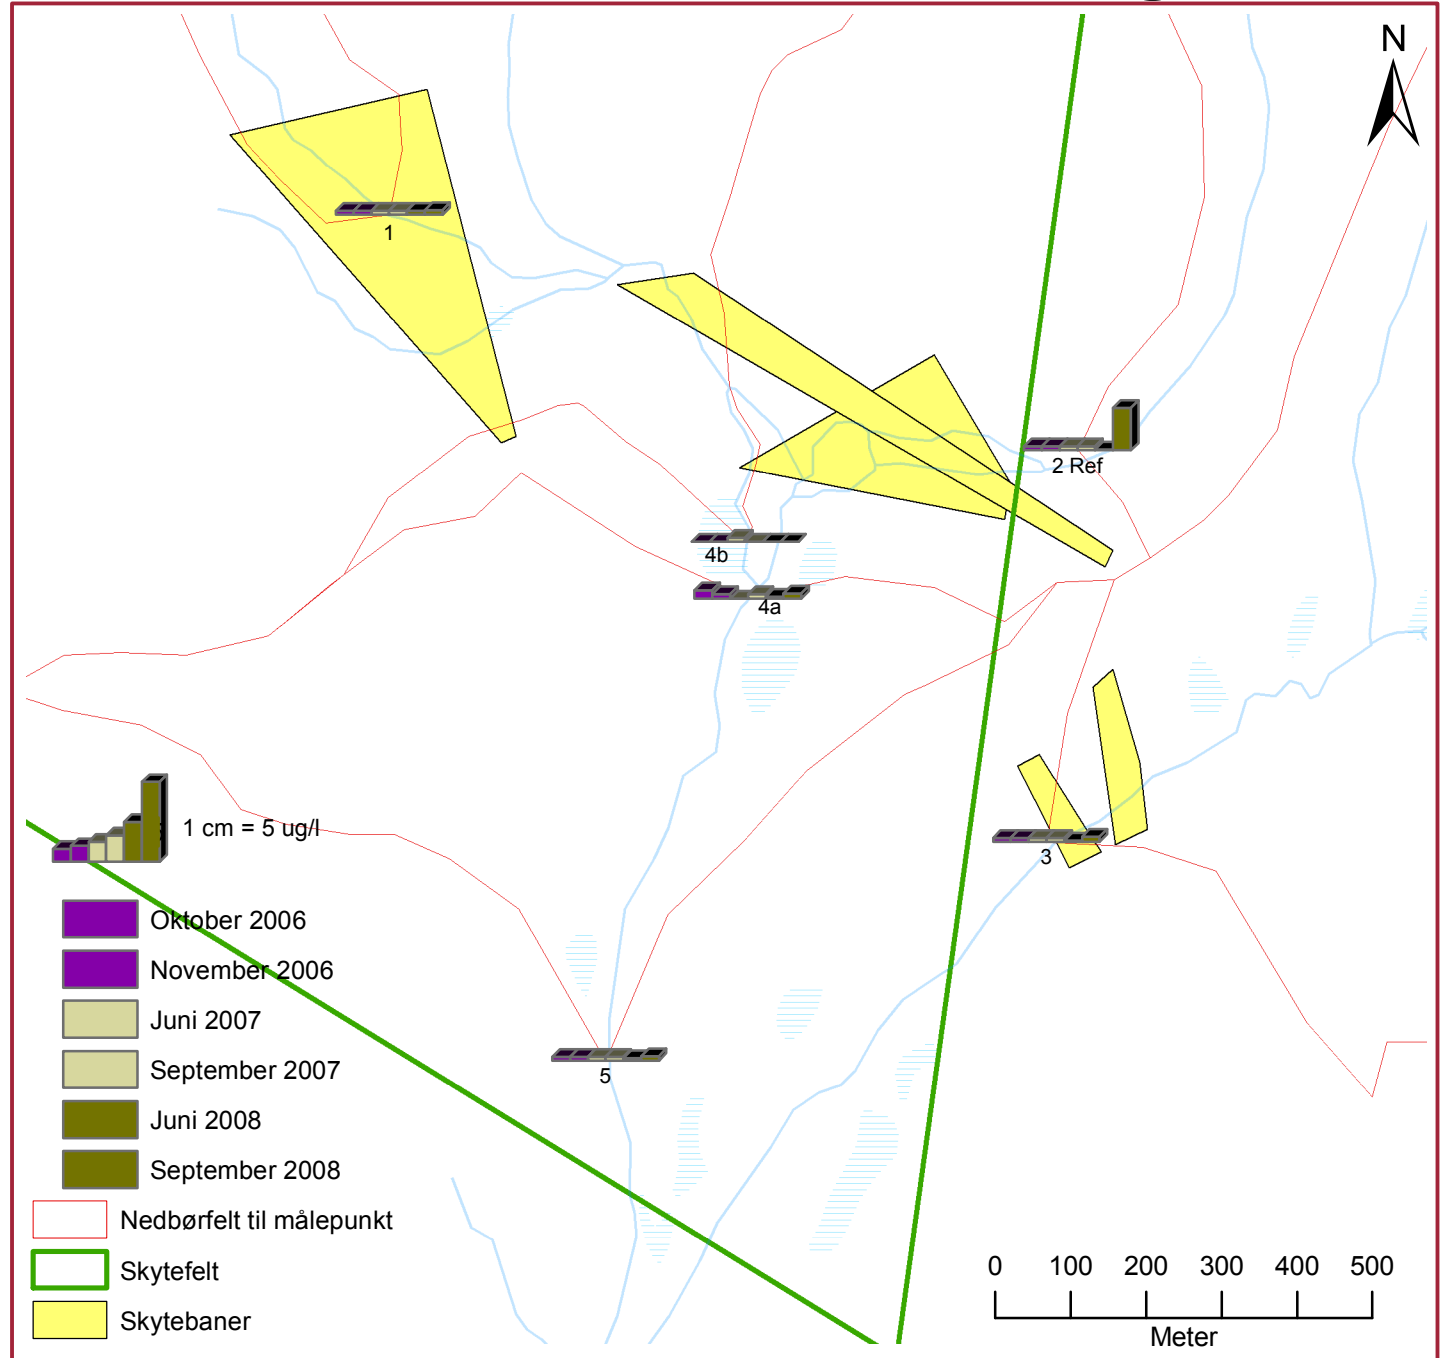 N
1
2 Ref
4b
4a
3
5
1 cm = 5 ug/l
Oktober 2006
November 2006
Juni 2007
September 2007
Juni 2008
September 2008
Nedbørfelt til målepunkt
Skytefelt
Skytebaner
0 100 200 300 400 500
Meter